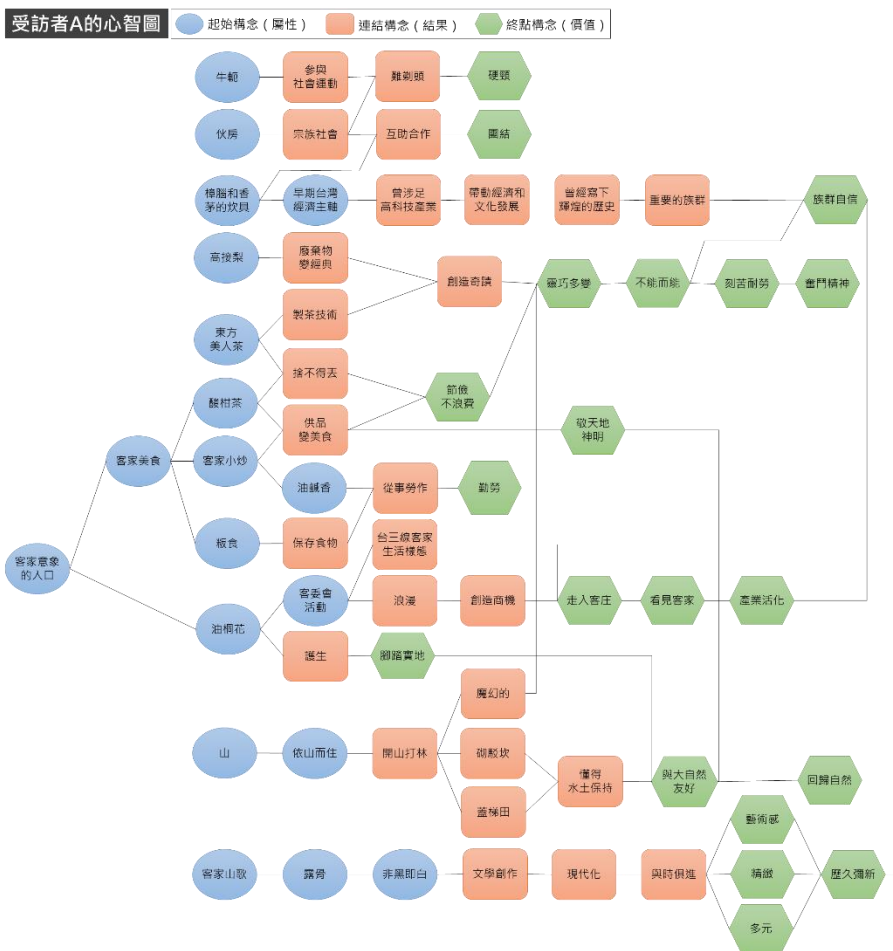 受訪者A的心智圖
起始構念（屬性）
連結構念（結果）
終點構念（價值）
牛軛
參與
社會運動
難剃頭
硬頸
伙房
宗族社會
互助合作
團結
樟腦和香
茅的炊具
早期台灣
經濟主軸
曾涉足
高科技產業
帶動經濟和
文化發展
曾經寫下
輝煌的歷史
重要的族群
族群自信
高接梨
廢棄物
變經典
創造奇蹟
靈巧多變
不能而能
刻苦耐勞
奮鬥精神
製茶技術
東方
美人茶
捨不得丟
節儉
不浪費
酸柑茶
供品
變美食
敬天地
神明
客家美食
客家小炒
油鹹香
從事勞作
勤勞
粄食
保存食物
台三線客家
生活樣態
客家意象
的人口
客委會
活動
浪漫
創造商機
走入客庄
看見客家
產業活化
油桐花
護生
腳踏實地
魔幻的
山
依山而住
開山打林
砌駁坎
懂得
水土保持
與大自然
友好
回歸自然
蓋梯田
藝術感
客家山歌
露骨
非黑即白
文學創作
現代化
與時俱進
精緻
歷久彌新
多元